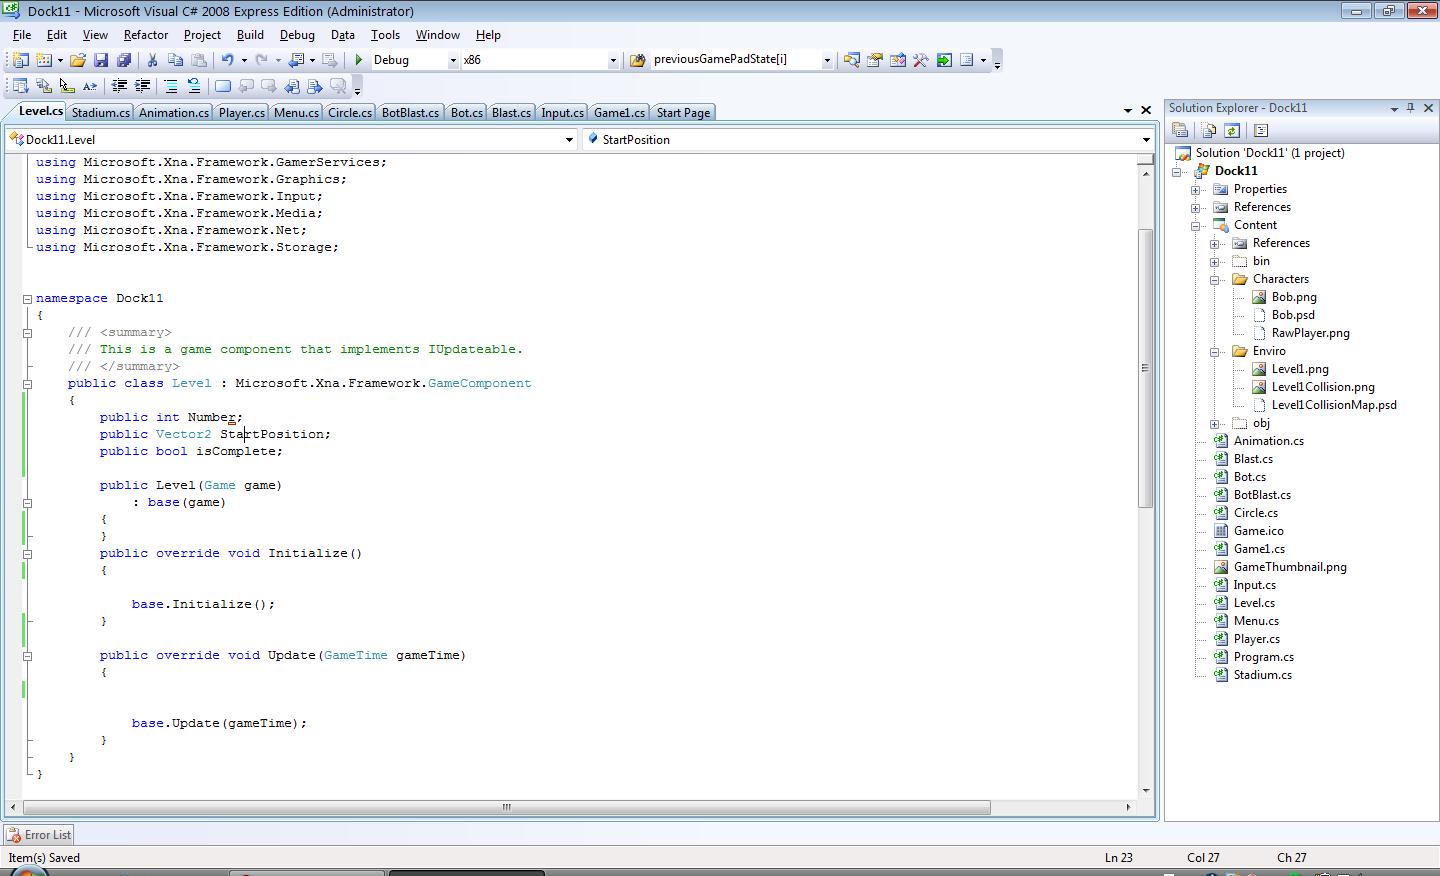 Dock11 - Microsoft Visual C# 2008 Express Edition (Administrator)
File Edit View Refactor Project Build Debug Data Tools Window Help
Debug x86 previousGamePadState[i]
Level.cs Stadium.cs Animation.cs Player.cs Menu.cs Circle.cs BotBlast.cs Bot.cs Blast.cs Input.cs Game1.cs Start Page
Dock11.Level StartPosition
using Microsoft.Xna.Framework.GamerServices;
using Microsoft.Xna.Framework.Graphics;
using Microsoft.Xna.Framework.Input;
using Microsoft.Xna.Framework.Media;
using Microsoft.Xna.Framework.Net;
using Microsoft.Xna.Framework.Storage;
namespace Dock11
{
/// <summary>
/// This is a game component that implements IUpdateable.
/// </summary>
public class Level : Microsoft.Xna.Framework.GameComponent
{
public int Number;
public Vector2 StartPosition;
public bool isComplete;
public Level(Game game)
: base(game)
{
}
public override void Initialize()
{
base.Initialize();
}
public override void Update(GameTime gameTime)
{
base.Update(gameTime);
}
}
}
Solution Explorer - Dock11
Solution 'Dock11' (1 project)
Dock11
Properties
References
Content
References
bin
Characters
Bob.png
Bob.psd
RawPlayer.png
Enviro
Level1.png
Level1Collision.png
Level1CollisionMap.psd
obj
Animation.cs
Blast.cs
Bot.cs
BotBlast.cs
Circle.cs
Game.ico
Game1.cs
GameThumbnail.png
Input.cs
Level.cs
Menu.cs
Player.cs
Program.cs
Stadium.cs
Error List
Item(s) Saved Ln 23 Col 27 Ch 27